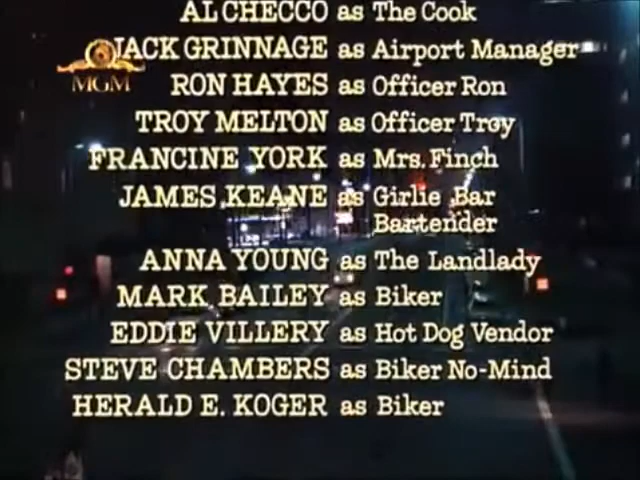 AL CHECCO as The Cook
JACK GRINNAGE as Airport Manager
MGM
RON HAYES as Officer Ron
TROY MELTON as Officer Troy
FRANCINE YORK as Mrs. Finch
JAMES KEANE as Girlie Bar
Bartender
ANNA YOUNG as The Landlady
MARK BAILEY as Biker
EDDIE VILLERY as Hot Dog Vendor
STEVE CHAMBERS as Biker No-Mind
HERALD E. KOGER as Biker